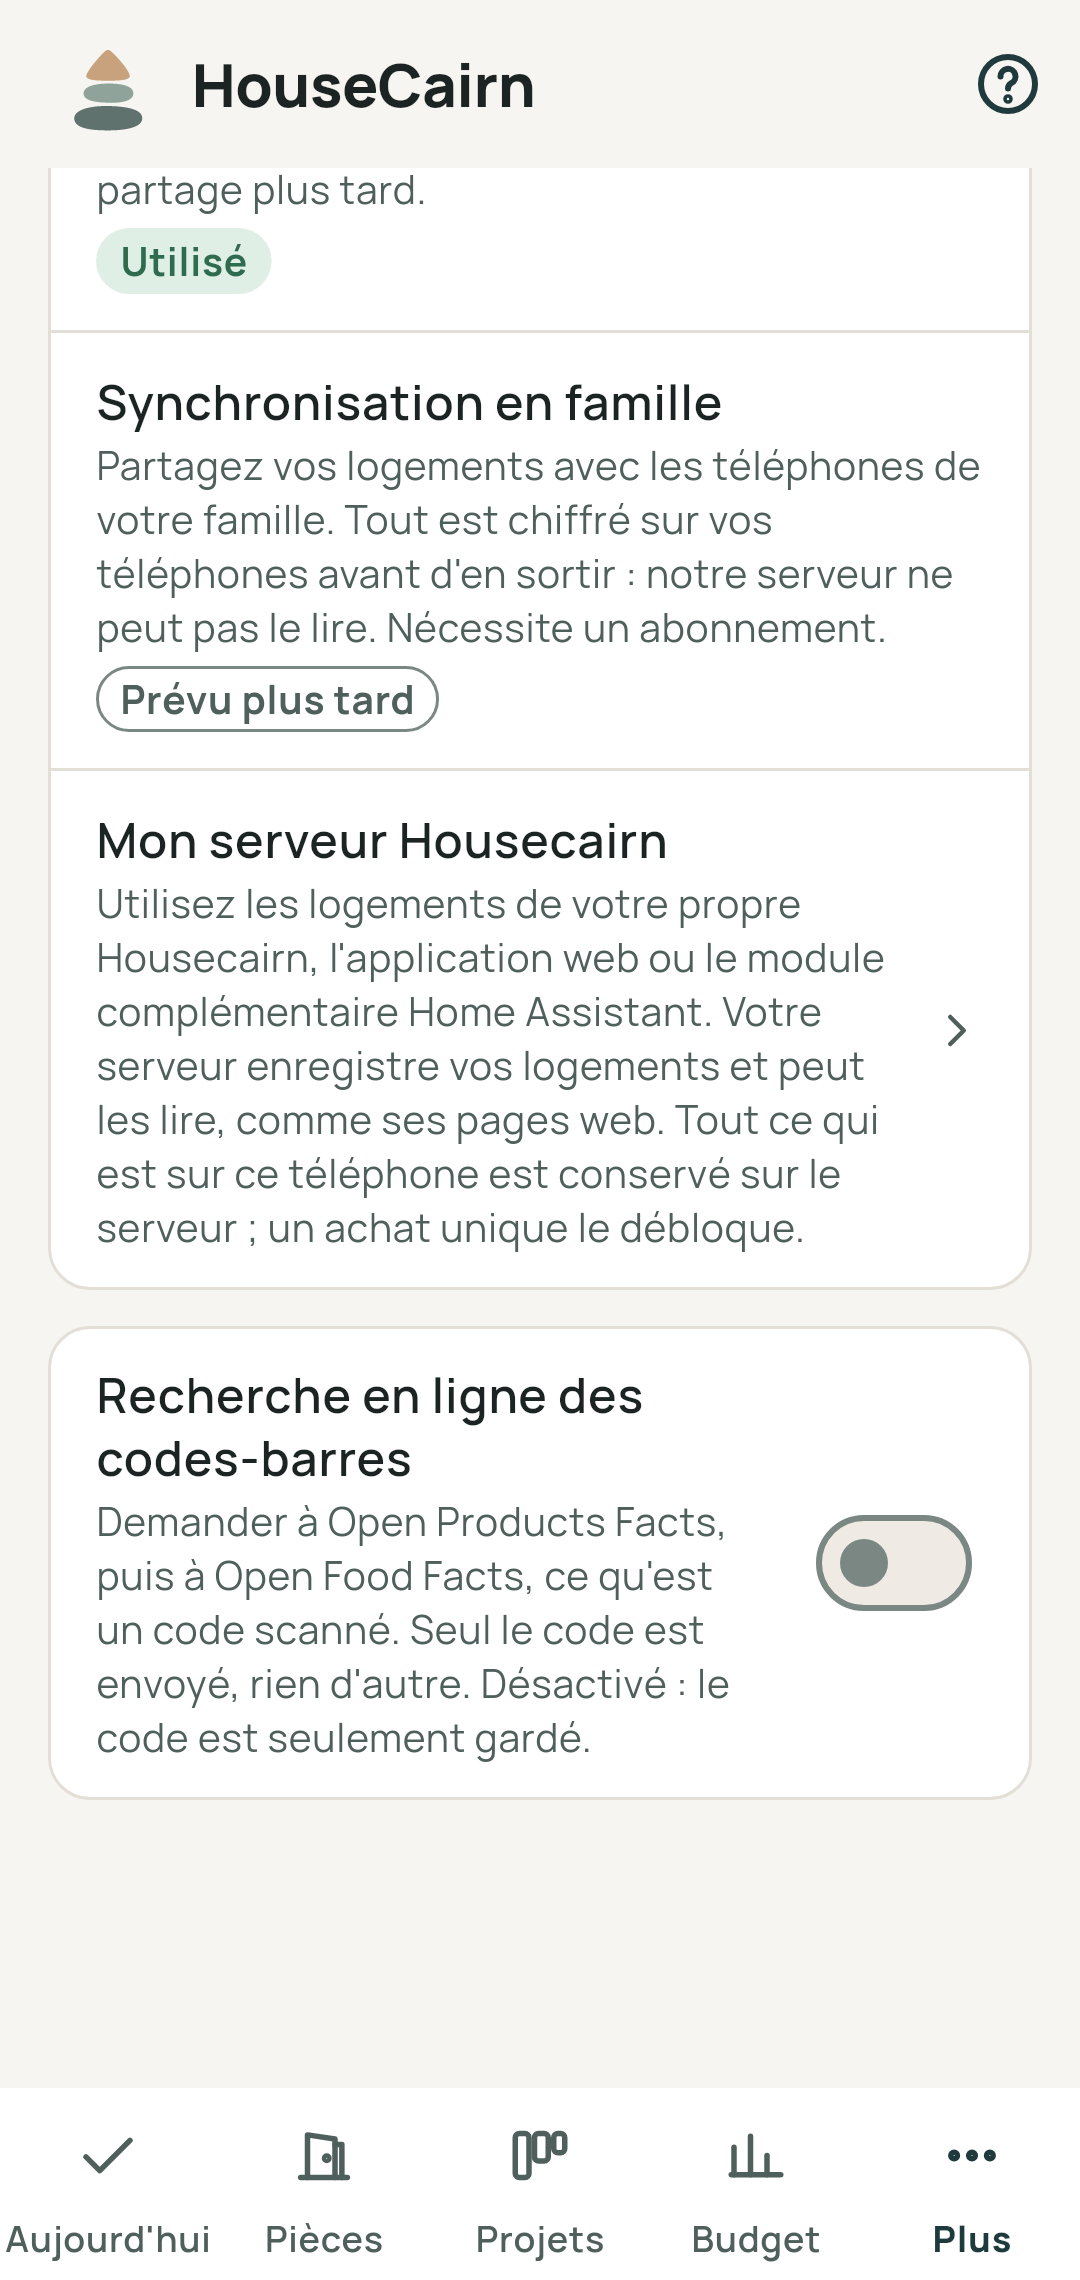 HouseCairn
partage plus tard.
Utilisé
Synchronisation en famille
Partagez vos logements avec les téléphones de
votre famille. Tout est chiffré sur vos
téléphones avant d'en sortir : notre serveur ne
peut pas le lire. Nécessite un abonnement.
Prévu plus tard
Mon serveur Housecairn
Utilisez les logements de votre propre
Housecairn, l'application web ou le module
complémentaire Home Assistant. Votre
serveur enregistre vos logements et peut
les lire, comme ses pages web. Tout ce qui
est sur ce téléphone est conservé sur le
serveur ; un achat unique le débloque.
Recherche en ligne des
codes-barres
Demander à Open Products Facts,
puis à Open Food Facts, ce qu'est
un code scanné. Seul le code est
envoyé, rien d'autre. Désactivé : le
code est seulement gardé.
Aujourd'hui Pièces Projets Budget Plus